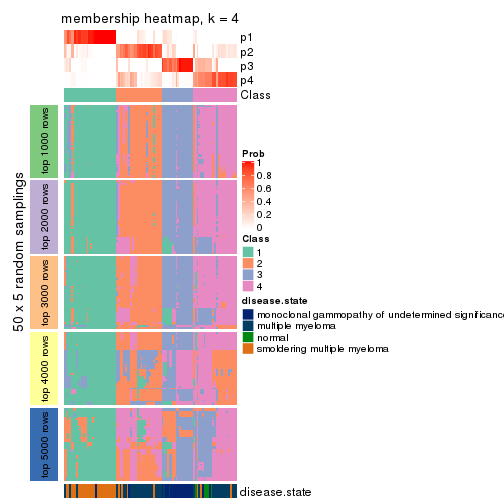 membership heatmap, k = 4
p1
p2
p3
p4
Class
50 x 5 random samplings
top 1000 rows
top 2000 rows
top 3000 rows
top 4000 rows
top 5000 rows
Prob
1
0.8
0.6
0.4
0.2
0
Class
1
2
3
4
disease.state
monoclonal gammopathy of undetermined significance
multiple myeloma
normal
smoldering multiple myeloma
disease.state